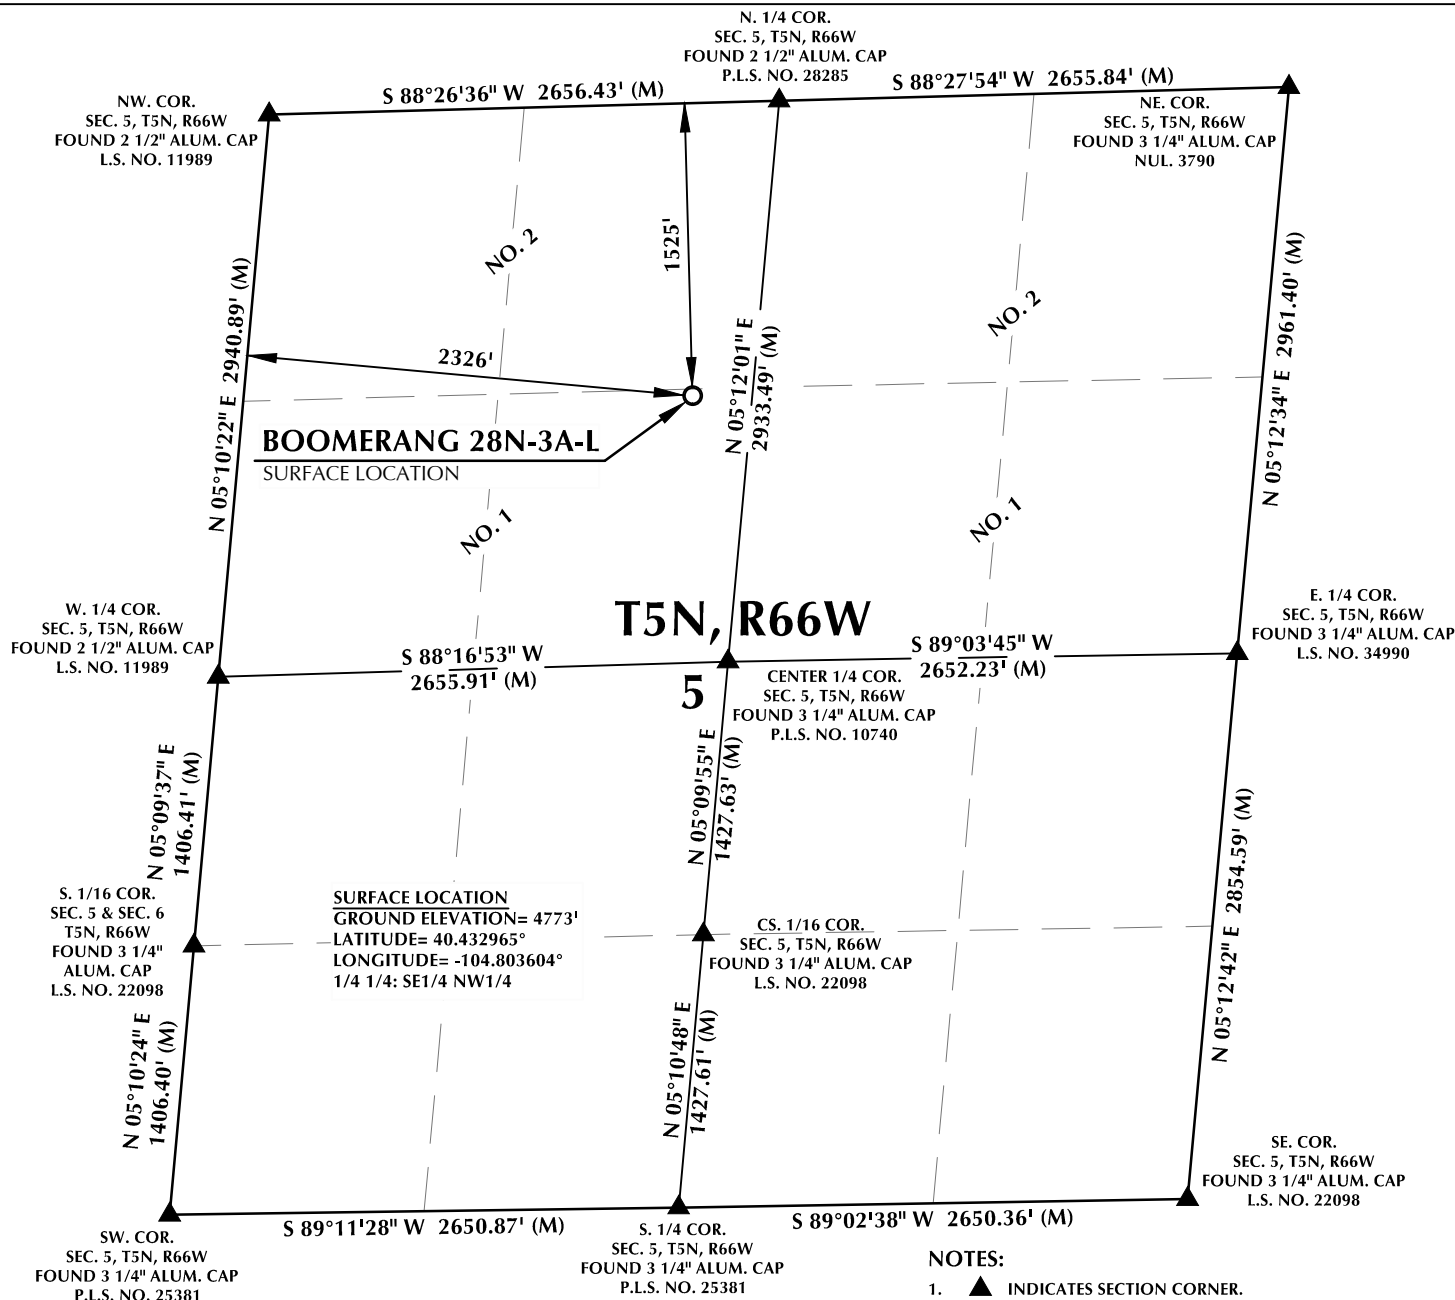 N. 1/4 COR.
SEC. 5, T5N, R66W
FOUND 2 1/2" ALUM. CAP
P.L.S. NO. 28285
S 88°26'36" W  2656.43' (M)
S 88°27'54" W  2655.84' (M)
NW. COR.
SEC. 5, T5N, R66W
FOUND 2 1/2" ALUM. CAP
L.S. NO. 11989
NE. COR.
SEC. 5, T5N, R66W
FOUND 3 1/4" ALUM. CAP
NUL. 3790
NO. 2
1525'
NO. 2
N 05°10'22" E  2940.89' (M)
2326'
N 05°12'01" E
2933.49' (M)
N 05°12'34" E  2961.40' (M)
BOOMERANG 28N-3A-L
SURFACE LOCATION
NO. 1
NO. 1
W. 1/4 COR.
SEC. 5, T5N, R66W
FOUND 2 1/2" ALUM. CAP
L.S. NO. 11989
T5N, R66W
E. 1/4 COR.
SEC. 5, T5N, R66W
FOUND 3 1/4" ALUM. CAP
L.S. NO. 34990
S 88°16'53" W
2655.91' (M)
S 89°03'45" W
2652.23' (M)
5
CENTER 1/4 COR.
SEC. 5, T5N, R66W
FOUND 3 1/4" ALUM. CAP
P.L.S. NO. 10740
N 05°09'37" E
1406.41' (M)
N 05°09'55" E
1427.63' (M)
N 05°12'42" E  2854.59' (M)
S. 1/16 COR.
SEC. 5 & SEC. 6
T5N, R66W
FOUND 3 1/4"
ALUM. CAP
L.S. NO. 22098
SURFACE LOCATION
GROUND ELEVATION= 4773'
LATITUDE= 40.432965°
LONGITUDE= -104.803604°
1/4 1/4: SE1/4 NW1/4
CS. 1/16 COR.
SEC. 5, T5N, R66W
FOUND 3 1/4" ALUM. CAP
L.S. NO. 22098
N 05°10'24" E
1406.40' (M)
N 05°10'48" E
1427.61' (M)
SE. COR.
SEC. 5, T5N, R66W
FOUND 3 1/4" ALUM. CAP
L.S. NO. 22098
S 89°11'28" W  2650.87' (M)
S 89°02'38" W  2650.36' (M)
SW. COR.
SEC. 5, T5N, R66W
FOUND 3 1/4" ALUM. CAP
P.L.S. NO. 25381
S. 1/4 COR.
SEC. 5, T5N, R66W
FOUND 3 1/4" ALUM. CAP
P.L.S. NO. 25381
NOTES:
1. ▲ INDICATES SECTION CORNER.